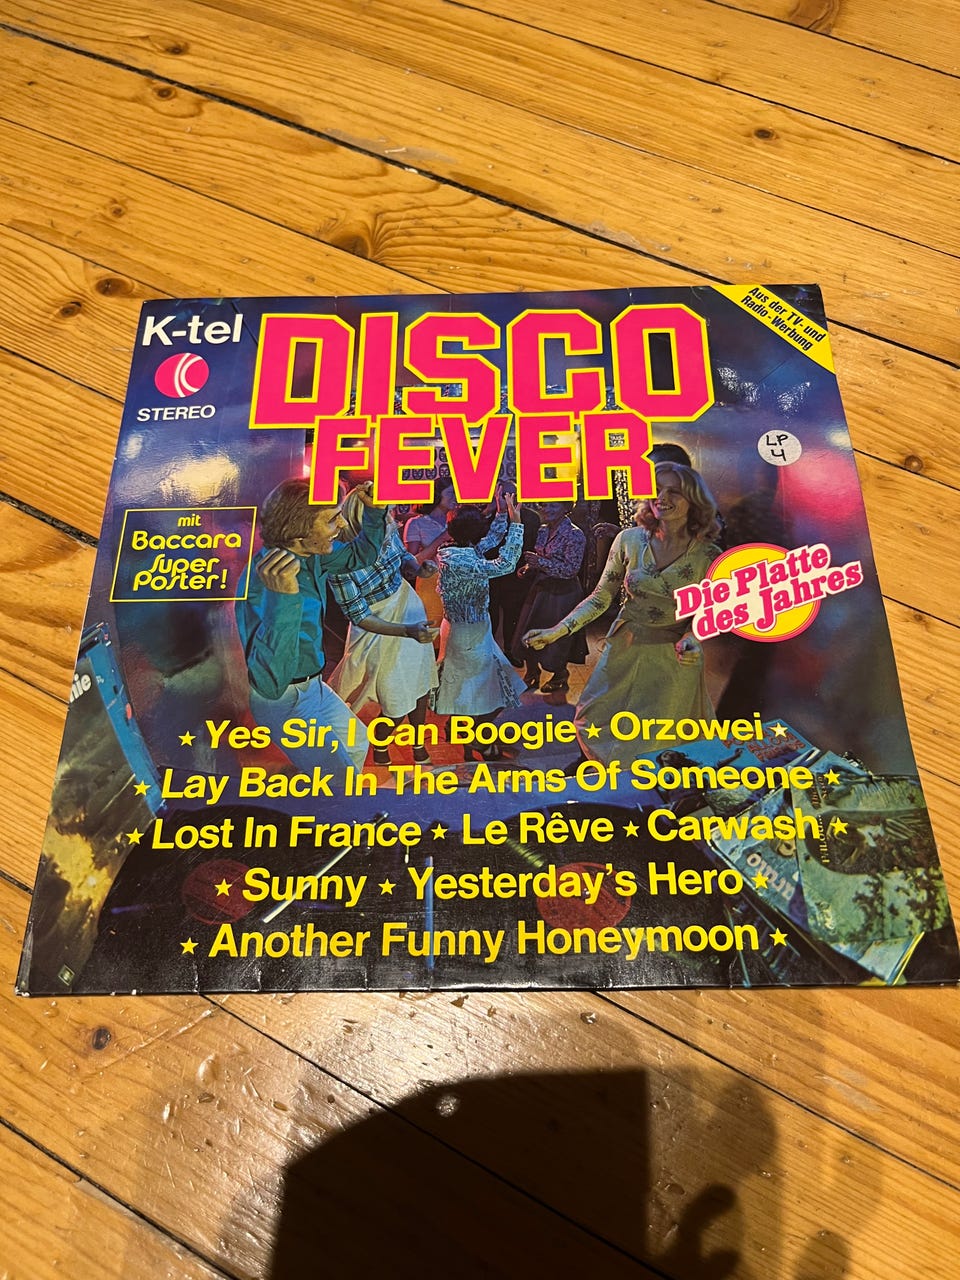 K-tel
STEREO
DISCO
FEVER
Aus der TV- und
Radio-Werbung
LP
4
mit
Baccara
Super
Poster!
Die Platte
des Jahres
★ Yes Sir, I Can Boogie ★ Orzowei ★
★ Lay Back In The Arms Of Someone ★
★ Lost In France ★ Le Rêve ★ Carwash ★
★ Sunny ★ Yesterday's Hero ★
★ Another Funny Honeymoon ★